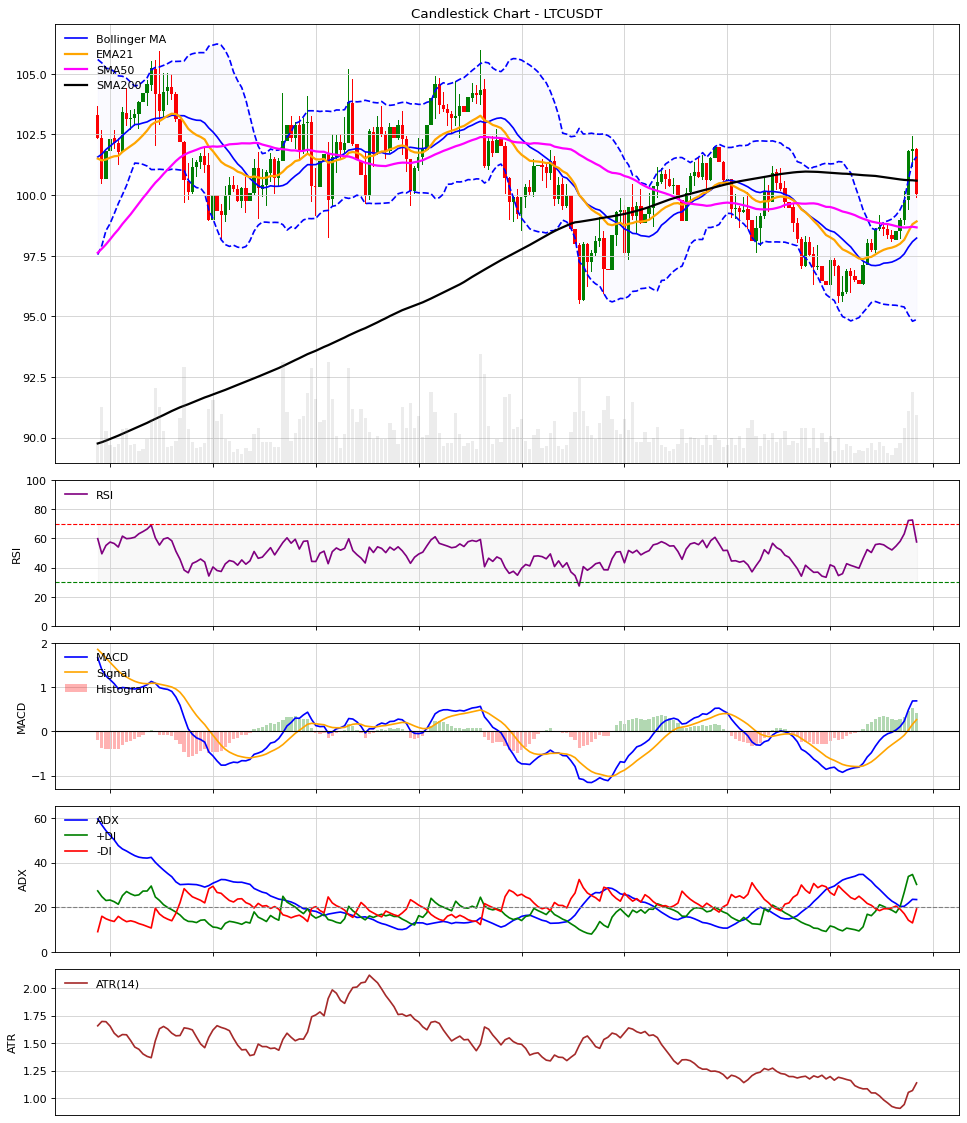 Candlestick Chart - LTCUSDT
Bollinger MA
EMA21
SMA50
SMA200
105.0
102.5
100.0
97.5
95.0
92.5
90.0
RSI
100
80
60
40
20
0
RSI
MACD
Signal
Histogram
2
1
0
−1
MACD
ADX
+DI
-DI
60
40
20
0
ADX
ATR(14)
2.00
1.75
1.50
1.25
1.00
ATR